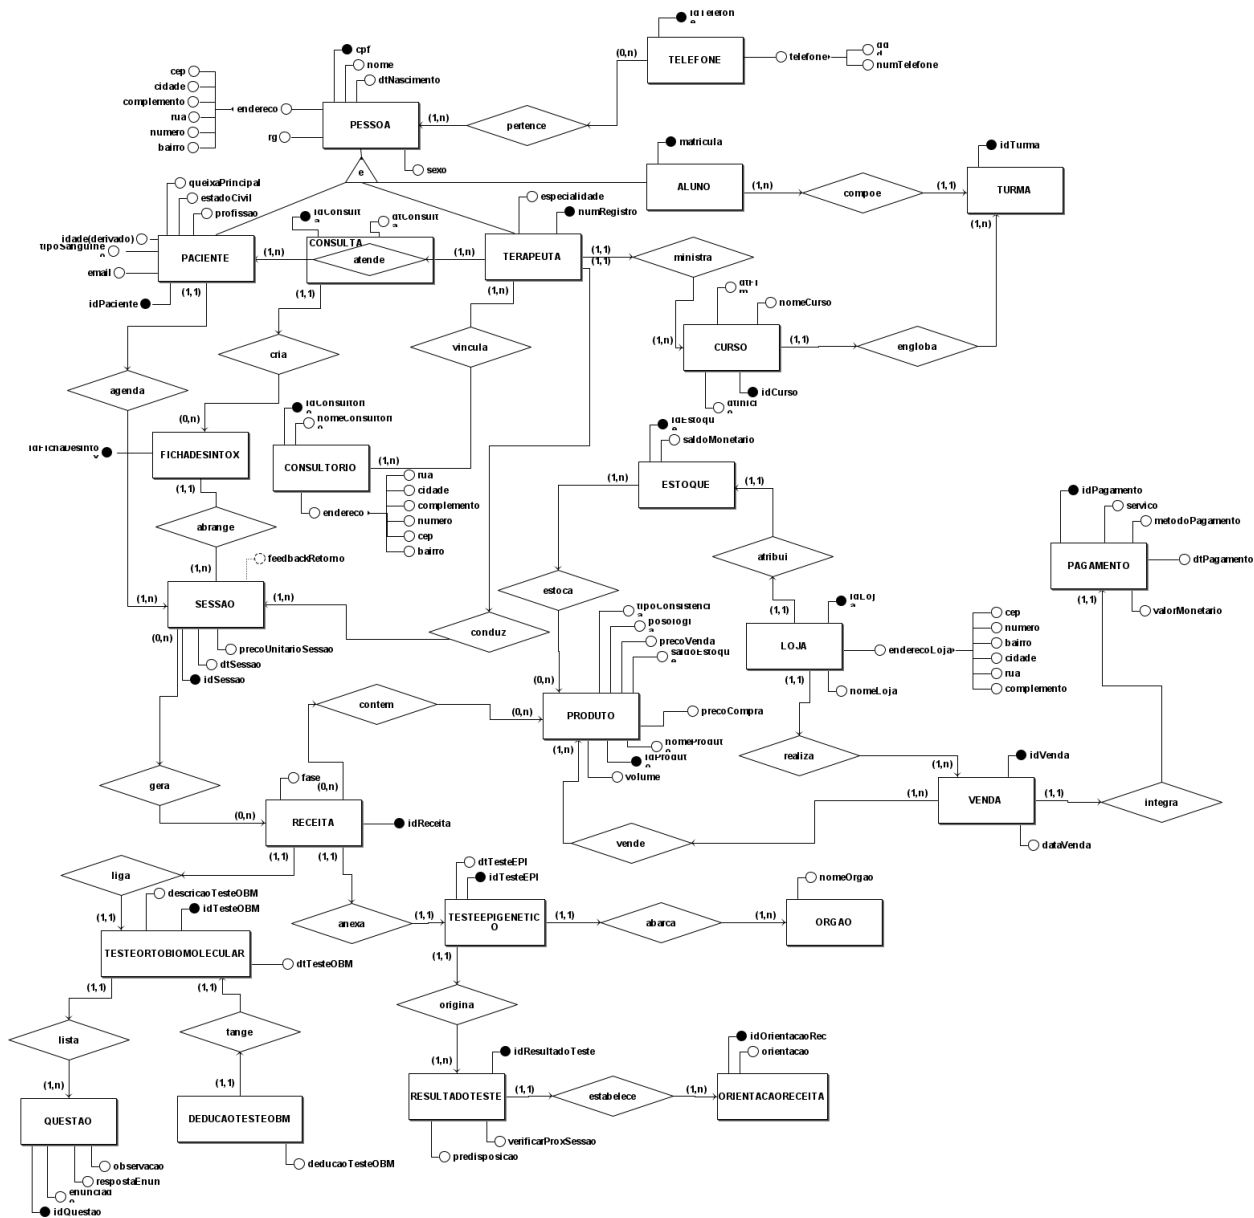 cpf
nome
dtNascimento
cep
cidade
complemento
rua
numero
bairro
endereco
rg
PESSOA
sexo
e
(1,n)
pertence
(0,n)
TELEFONE
telefone
numTelefone
matricula
ALUNO
(1,n)
compoe
(1,1)
idTurma
TURMA
(1,n)
queixaPrincipal
estadoCivil
profissao
idade(derivado)
email
idPaciente
PACIENTE
(1,1)
(1,n)
CONSULTA
atende
(1,n)
(1,1)
especialidade
numRegistro
TERAPEUTA
(1,n)
(1,1)
(1,1)
ministra
(1,n)
nomeCurso
CURSO
idCurso
(1,1)
engloba
agenda
cria
vincula
(0,n)
FICHADESINTOX
(1,1)
CONSULTORIO
(1,n)
endereco
rua
cidade
complemento
numero
cep
bairro
abrange
(1,n)
feedbackRetorno
(1,n)
SESSAO
(1,n)
(0,n)
precoUnitarioSessao
dtSessao
idSessao
conduz
saldoMonetario
ESTOQUE
(1,n)
(1,1)
estoca
atribui
(1,1)
LOJA
enderecoLoja
cep
numero
bairro
cidade
rua
complemento
nomeLoja
(1,1)
idPagamento
servico
metodoPagamento
dtPagamento
valorMonetario
PAGAMENTO
(1,1)
precoVenda
(0,n)
(0,n)
PRODUTO
(1,n)
precoCompra
volume
contem
gera
(0,n)
fase
(0,n)
RECEITA
idReceita
(1,1)
(1,1)
realiza
(1,n)
idVenda
VENDA
(1,n)
(1,1)
dataVenda
integra
vende
liga
(1,1)
descricaoTesteOBM
idTesteOBM
TESTEORTOBIOMOLECULAR
dtTesteOBM
(1,1)
(1,1)
anexa
(1,1)
dtTesteEPI
idTesteEPI
TESTEEPIGENETIC
O
(1,1)
(1,1)
abarca
(1,n)
nomeOrgao
ORGAO
lista
(1,n)
QUESTAO
observacao
respostaEnun
idQuestao
tange
(1,1)
DEDUCAOTESTEOBM
deducaoTesteOBM
origina
(1,n)
idResultadoTeste
RESULTADOTESTE
(1,1)
verificarProxSessao
predisposicao
estabelece
(1,n)
idOrientacaoRec
orientacao
ORIENTACAORECEITA